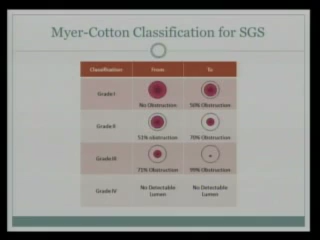 Myer-Cotton Classification for SGS
Classification From To
Grade I
No Obstruction 50% Obstruction
Grade II
51% obstruction 70% Obstruction
Grade III
71% Obstruction 99% Obstruction
Grade IV No Detectable Lumen No Detectable Lumen